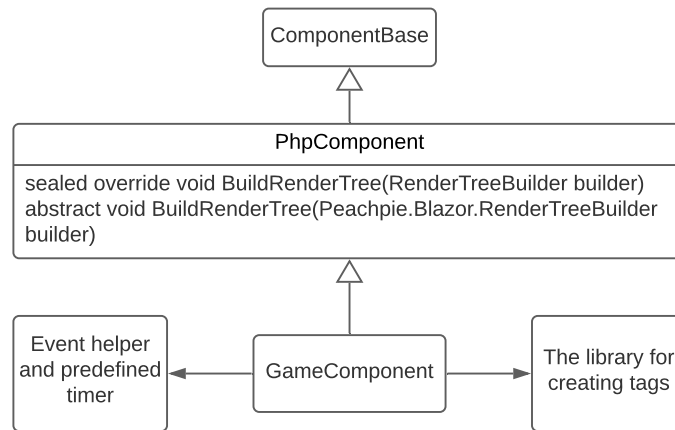 ComponentBase
PhpComponent
sealed override void BuildRenderTree(RenderTreeBuilder builder)
abstract void BuildRenderTree(Peachpie.Blazor.RenderTreeBuilder
builder)
Event helper
and predefined
timer
GameComponent
The library for
creating tags